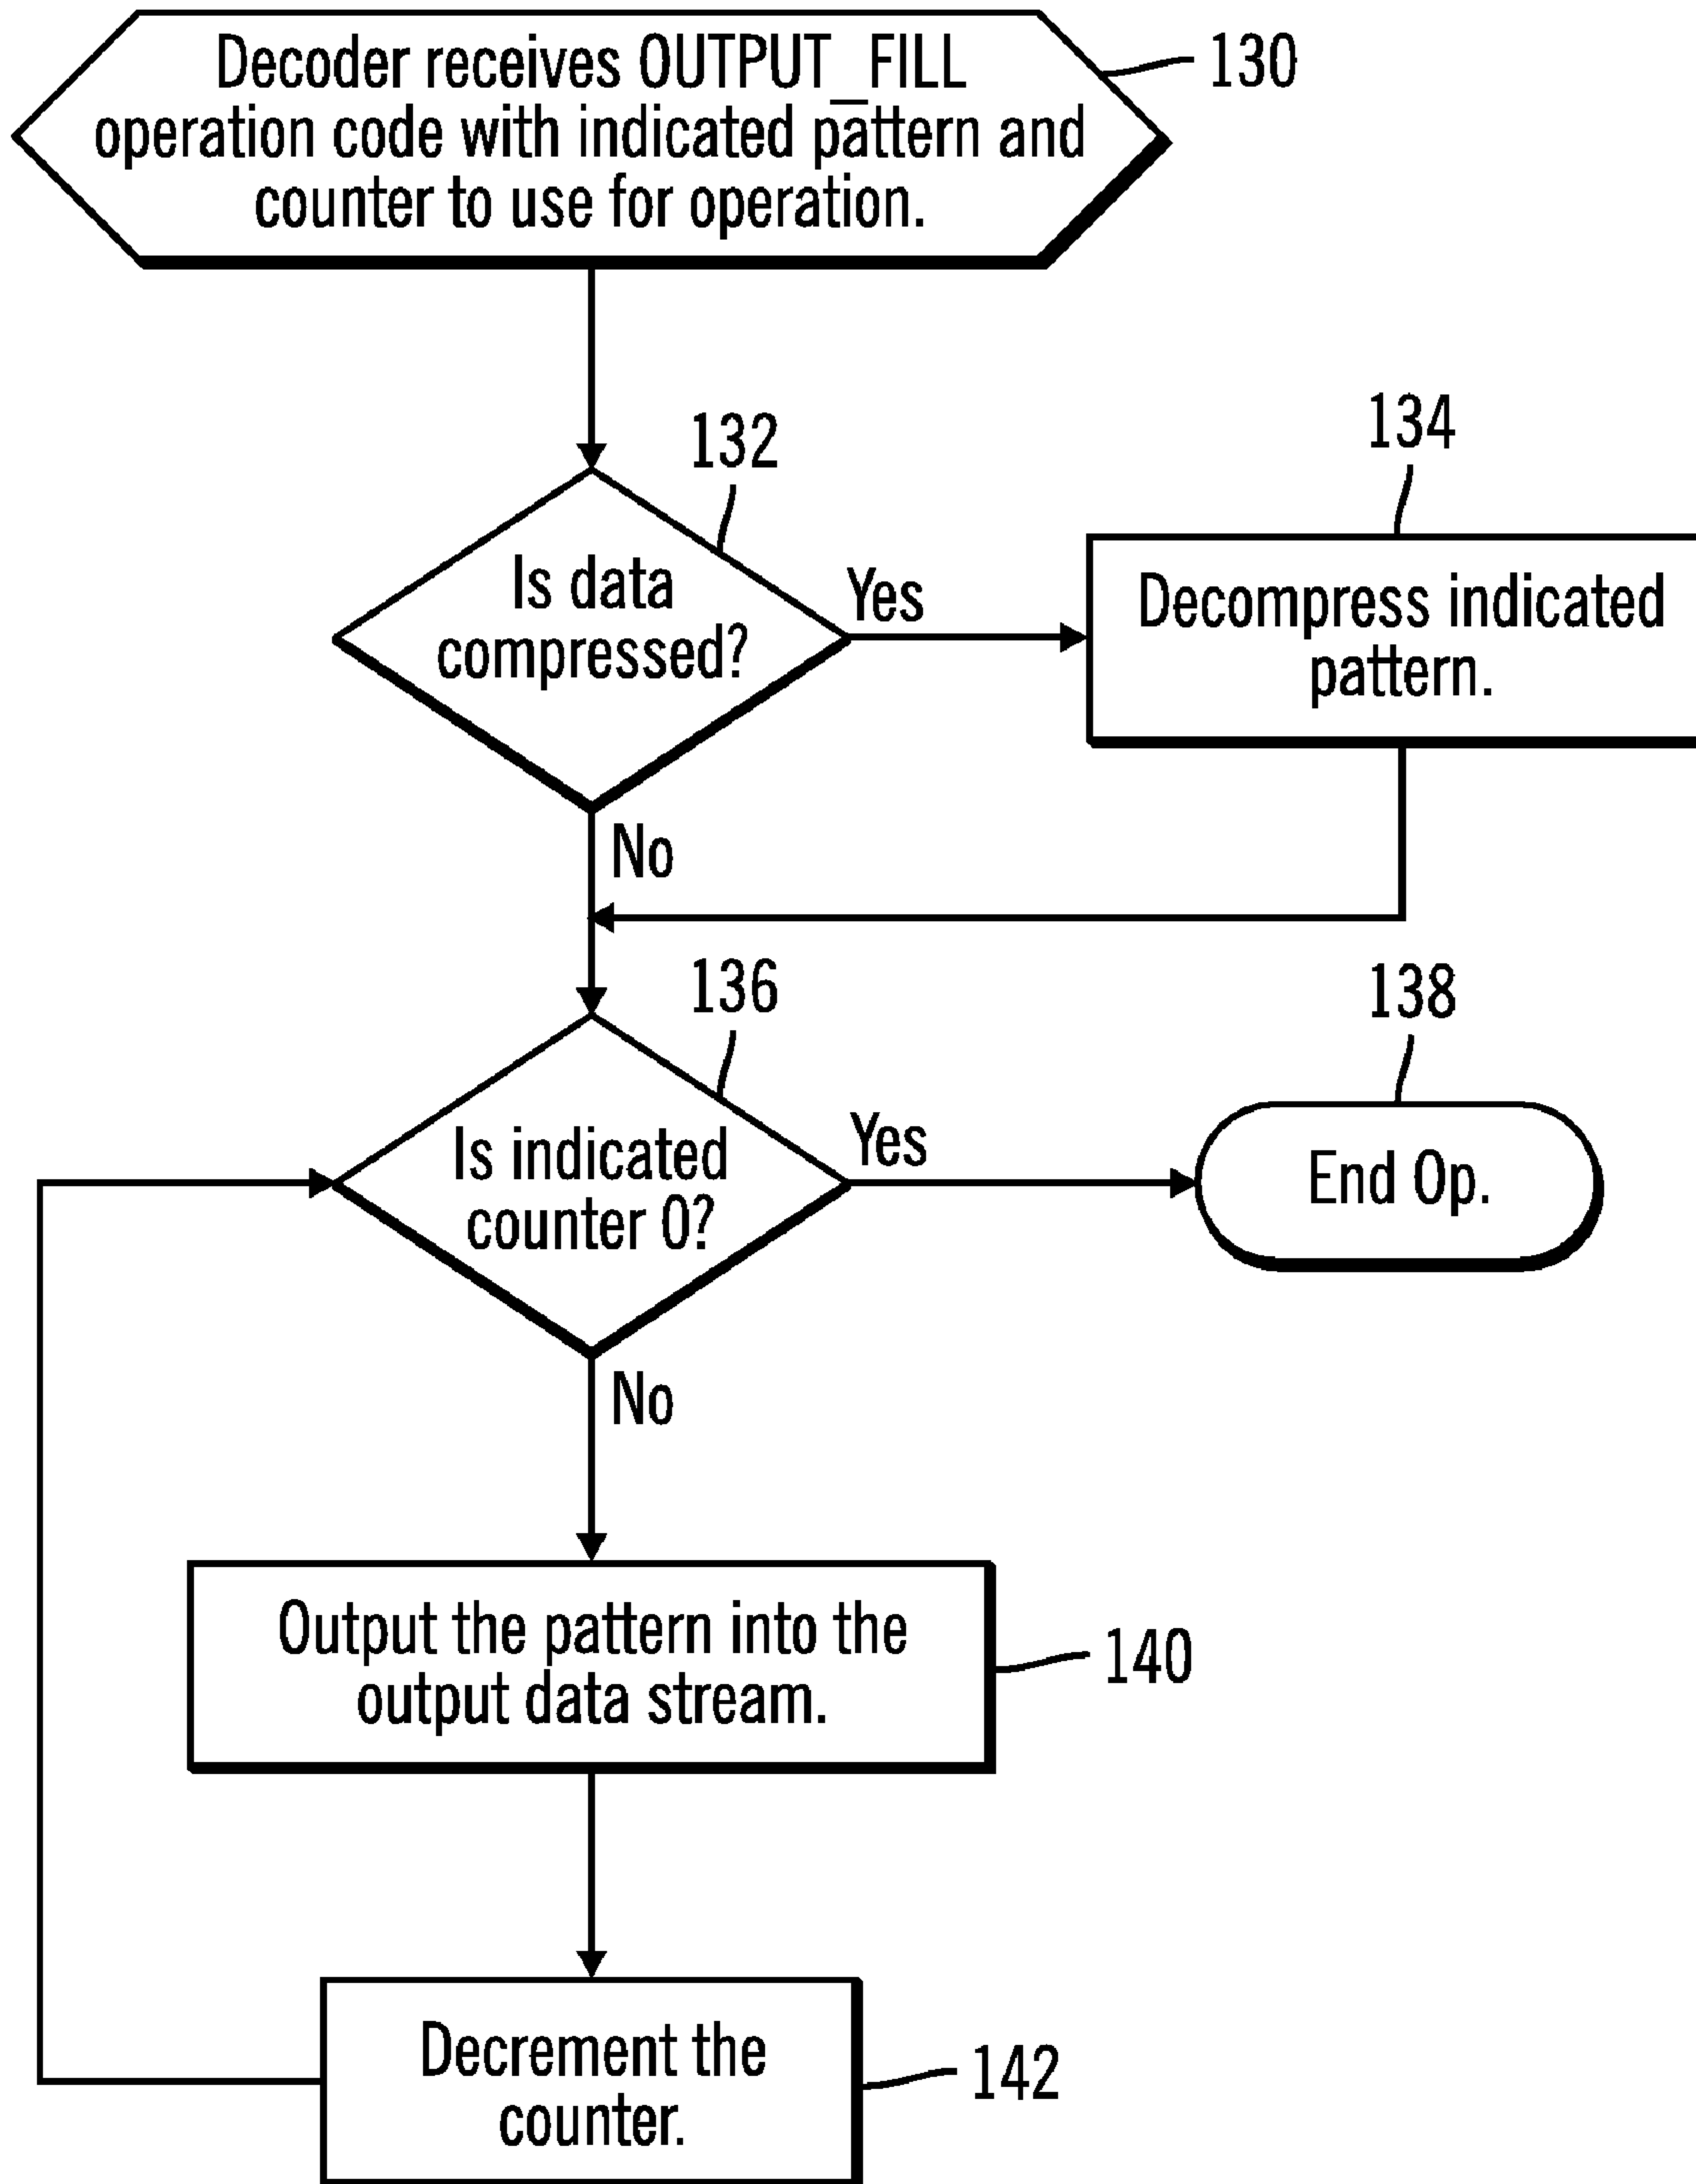 Decoder receives OUTPUT_FILL
operation code with indicated pattern and
counter to use for operation.
130
132
Is data
compressed?
Yes
134
Decompress indicated
pattern.
No
136
Is indicated
counter 0?
Yes
138
End Op.
No
Output the pattern into the
output data stream.
140
Decrement the
counter.
142